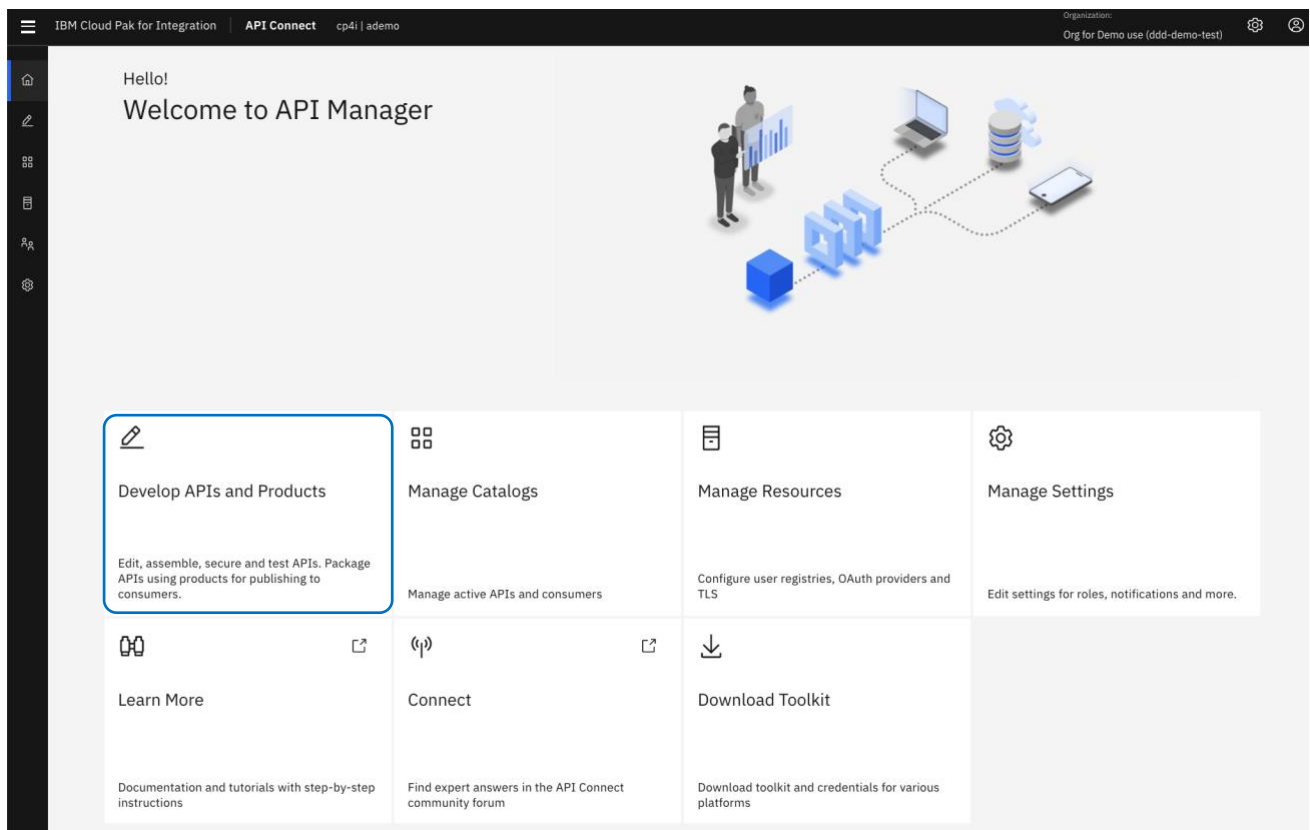 IBM Cloud Pak for Integration API Connect cp4i | ademo
Organization:
Org for Demo use (ddd-demo-test)
Hello!
Welcome to API Manager
Develop APIs and Products
Edit, assemble, secure and test APIs. Package
APIs using products for publishing to
consumers.
Manage Catalogs
Manage active APIs and consumers
Manage Resources
Configure user registries, OAuth providers and
TLS
Manage Settings
Edit settings for roles, notifications and more.
Learn More
Documentation and tutorials with step-by-step
instructions
Connect
Find expert answers in the API Connect
community forum
Download Toolkit
Download toolkit and credentials for various
platforms